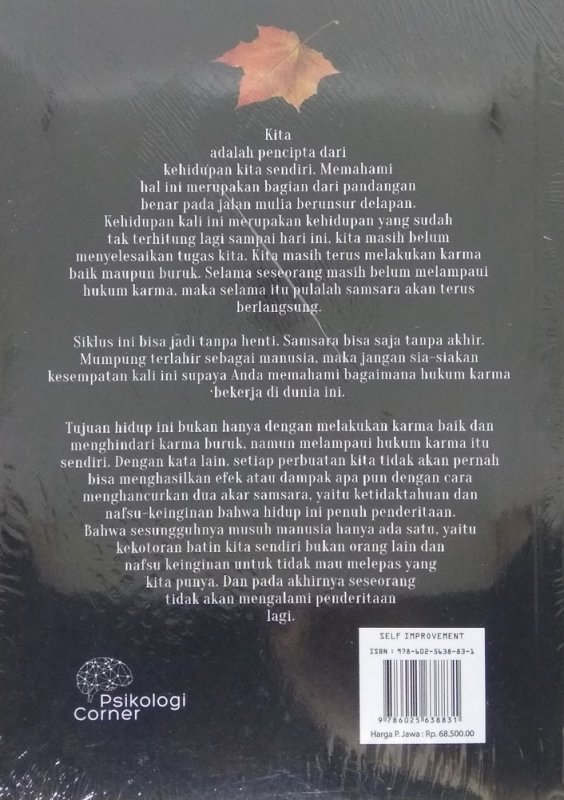 Kita
adalah pencipta dari
kehidupan kita sendiri. Memahami
hal ini merupakan bagian dari pandangan
benar pada jalan mulia berunsur delapan.
Kehidupan kali ini merupakan kehidupan yang sudah
tak terhitung lagi sampai hari ini, kita masih belum
menyelesaikan tugas kita. Kita masih terus melakukan karma
baik maupun buruk. Selama seseorang masih belum melampaui
hukum karma, maka selama itu pulalah samsara akan terus
berlangsung.
Siklus ini bisa jadi tanpa henti. Samsara bisa saja tanpa akhir.
Mumpung terlahir sebagai manusia, maka jangan sia-siakan
kesempatan kali ini supaya Anda memahami bagaimana hukum karma
bekerja di dunia ini.
Tujuan hidup ini bukan hanya dengan melakukan karma baik dan
menghindari karma buruk, namun melampaui hukum karma itu
sendiri. Dengan kata lain, setiap perbuatan kita tidak akan pernah
bisa menghasilkan efek atau dampak apa pun dengan cara
menghancurkan dua akar samsara, yaitu ketidaktahuan dan
nafsu-keinginan bahwa hidup ini penuh penderitaan.
Bahwa sesungguhnya musuh manusia hanya ada satu, yaitu
kekotoran batin kita sendiri bukan orang lain dan
nafsu keinginan untuk tidak mau melepas yang
kita punya. Dan pada akhirnya seseorang
tidak akan mengalami penderitaan
lagi.
Psikologi
Corner
SELF IMPROVEMENT
ISBN : 978-602-5638-83-1
9 786025 638831
Harga P. Jawa : Rp. 68.500.00